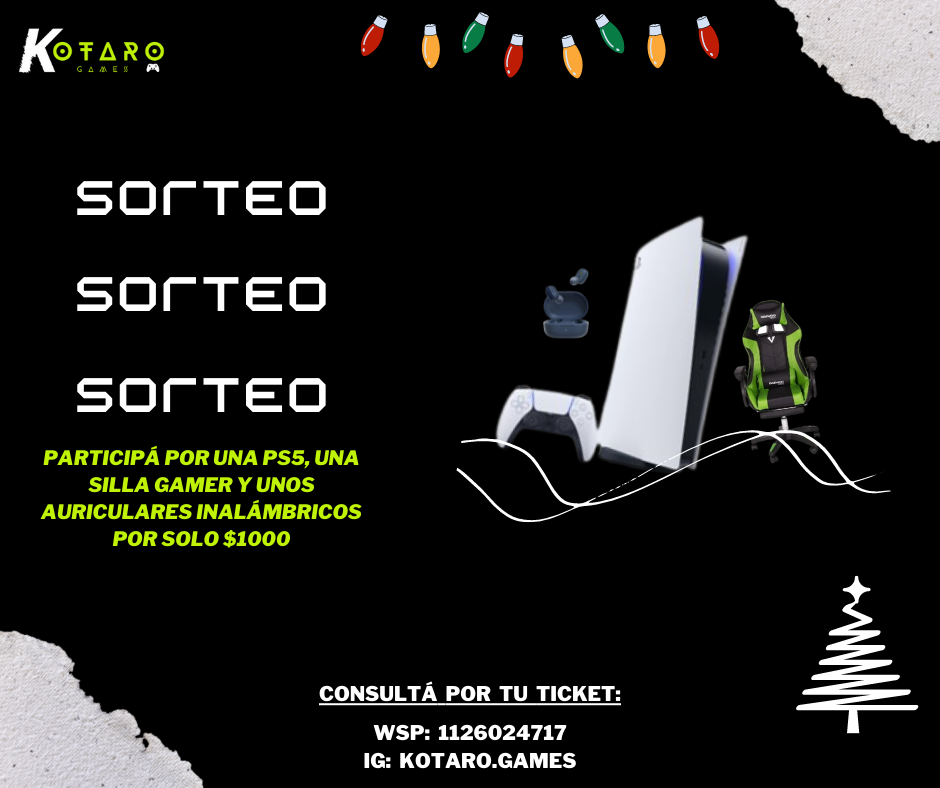 KOTARO
GAMES
SORTEO
SORTEO
SORTEO
PARTICIPÁ POR UNA PS5, UNA
SILLA GAMER Y UNOS
AURICULARES INALÁMBRICOS
POR SOLO $1000
CONSULTÁ POR TU TICKET:
WSP: 1126024717
IG: KOTARO.GAMES